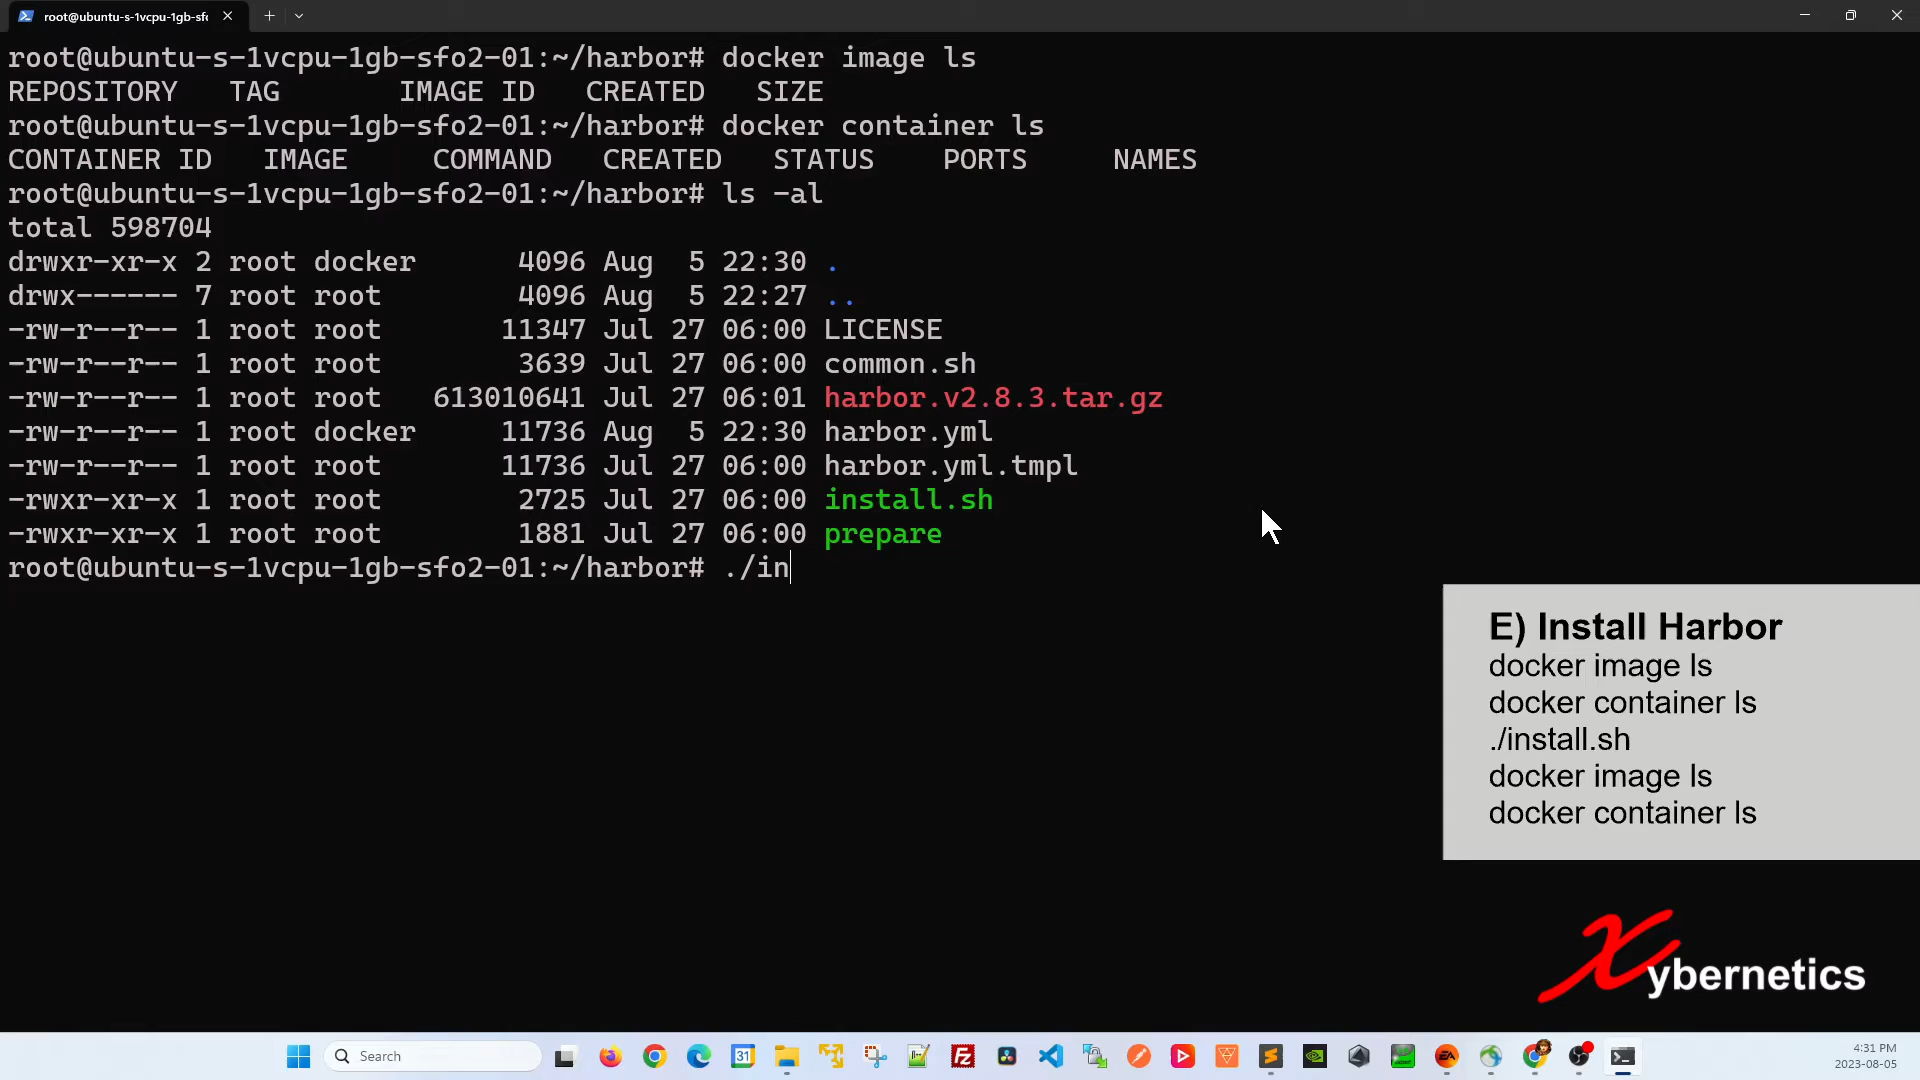 root@ubuntu-s-1vcpu-1gb-sfo
root@ubuntu-s-1vcpu-1gb-sfo2-01:~/harbor# docker image ls
REPOSITORY   TAG       IMAGE ID   CREATED   SIZE
root@ubuntu-s-1vcpu-1gb-sfo2-01:~/harbor# docker container ls
CONTAINER ID   IMAGE     COMMAND   CREATED   STATUS    PORTS     NAMES
root@ubuntu-s-1vcpu-1gb-sfo2-01:~/harbor# ls -al
total 598704
drwxr-xr-x 2 root docker      4096 Aug  5 22:30 .
drwx------ 7 root root        4096 Aug  5 22:27 ..
-rw-r--r-- 1 root root       11347 Jul 27 06:00 LICENSE
-rw-r--r-- 1 root root        3639 Jul 27 06:00 common.sh
-rw-r--r-- 1 root root   613010641 Jul 27 06:01 harbor.v2.8.3.tar.gz
-rw-r--r-- 1 root docker     11736 Aug  5 22:30 harbor.yml
-rw-r--r-- 1 root root       11736 Jul 27 06:00 harbor.yml.tmpl
-rwxr-xr-x 1 root root        2725 Jul 27 06:00 install.sh
-rwxr-xr-x 1 root root        1881 Jul 27 06:00 prepare
root@ubuntu-s-1vcpu-1gb-sfo2-01:~/harbor# ./in
E) Install Harbor
docker image ls
docker container ls
./install.sh
docker image ls
docker container ls
Xybernetics
Search
31
4:31 PM
2023-08-05